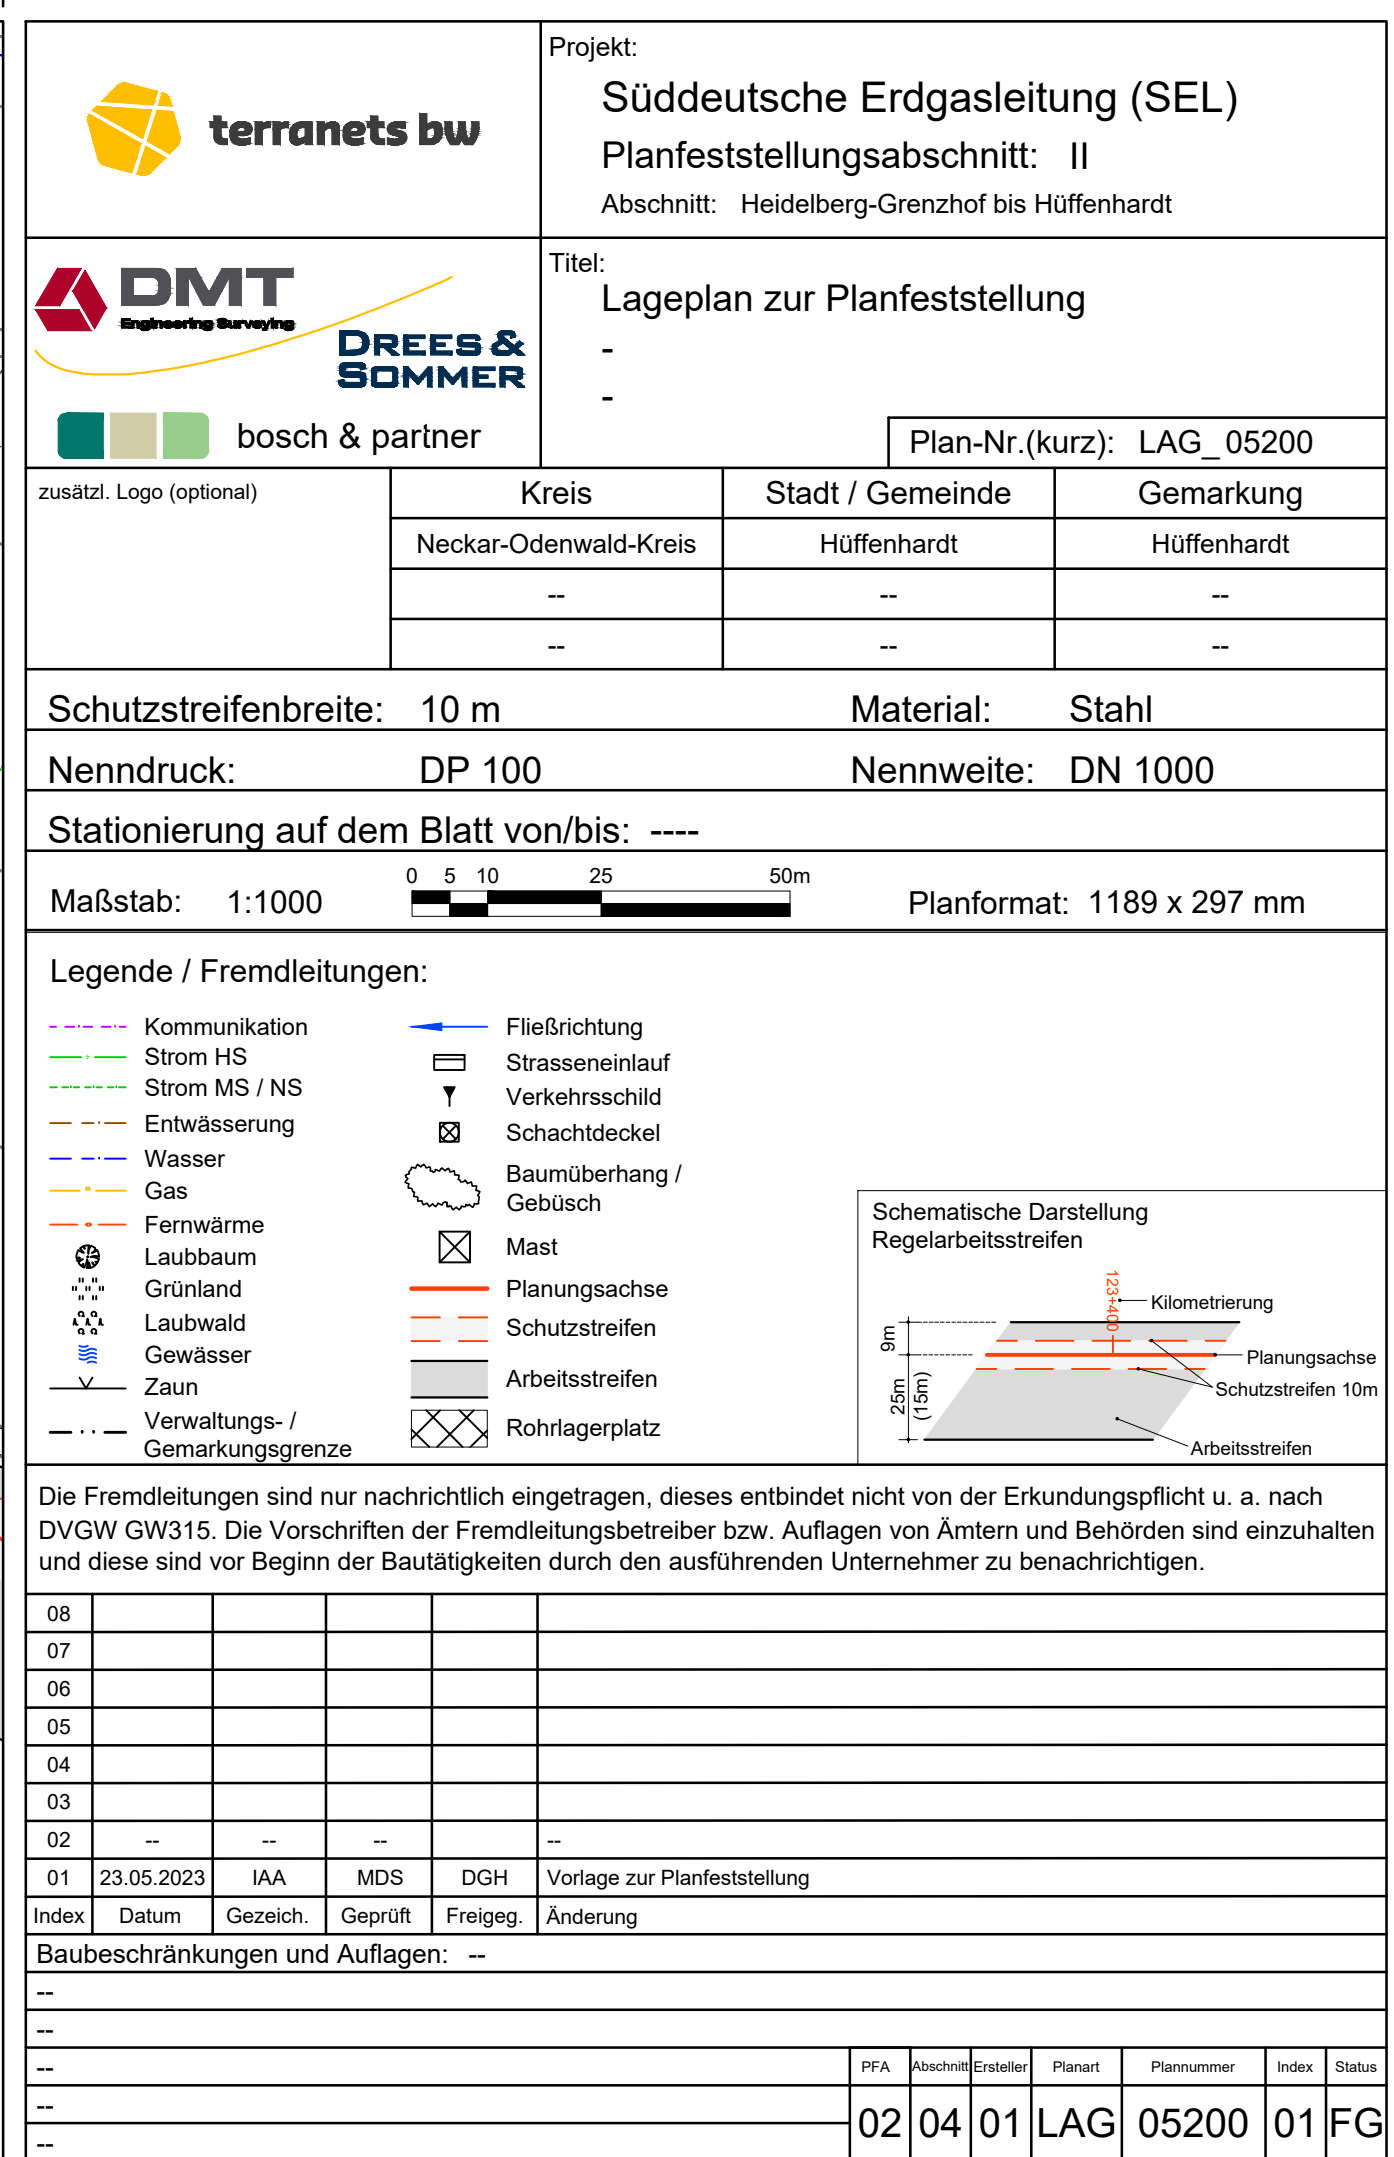 terranets bw
Projekt:
Süddeutsche Erdgasleitung (SEL)
Planfeststellungsabschnitt: II
Abschnitt: Heidelberg-Grenzhof bis Hüffenhardt
DMT
Engineering Surveying
DREES &
SOMMER
bosch & partner
Titel:
Lageplan zur Planfeststellung
-
-
Plan-Nr.(kurz): LAG_05200
zusätzl. Logo (optional)
Kreis Stadt / Gemeinde Gemarkung
Neckar-Odenwald-Kreis Hüffenhardt Hüffenhardt
-- -- --
-- -- --
Schutzstreifenbreite: 10 m Material: Stahl
Nenndruck: DP 100 Nennweite: DN 1000
Stationierung auf dem Blatt von/bis: ----
Maßstab: 1:1000 0 5 10 25 50m Planformat: 1189 x 297 mm
Legende / Fremdleitungen:
Kommunikation
Strom HS
Strom MS / NS
Entwässerung
Wasser
Gas
Fernwärme
Laubbaum
Grünland
Laubwald
Gewässer
Zaun
Verwaltungs- /
Gemarkungsgrenze
Fließrichtung
Strasseneinlauf
Verkehrsschild
Schachtdeckel
Baumüberhang /
Gebüsch
Mast
Planungsachse
Schutzstreifen
Arbeitsstreifen
Rohrlagerplatz
Schematische Darstellung
Regelarbeitsstreifen
123+400
Kilometrierung
9m
Planungsachse
25m
(15m)
Schutzstreifen 10m
Arbeitsstreifen
Die Fremdleitungen sind nur nachrichtlich eingetragen, dieses entbindet nicht von der Erkundungspflicht u. a. nach
DVGW GW315. Die Vorschriften der Fremdleitungsbetreiber bzw. Auflagen von Ämtern und Behörden sind einzuhalten
und diese sind vor Beginn der Bautätigkeiten durch den ausführenden Unternehmer zu benachrichtigen.
08
07
06
05
04
03
02 -- -- -- --
01 23.05.2023 IAA MDS DGH Vorlage zur Planfeststellung
Index Datum Gezeich. Geprüft Freigeg. Änderung
Baubeschränkungen und Auflagen: --
--
--
--
--
--
PFA Abschnitt Ersteller Planart Plannummer Index Status
02 04 01 LAG 05200 01 FG